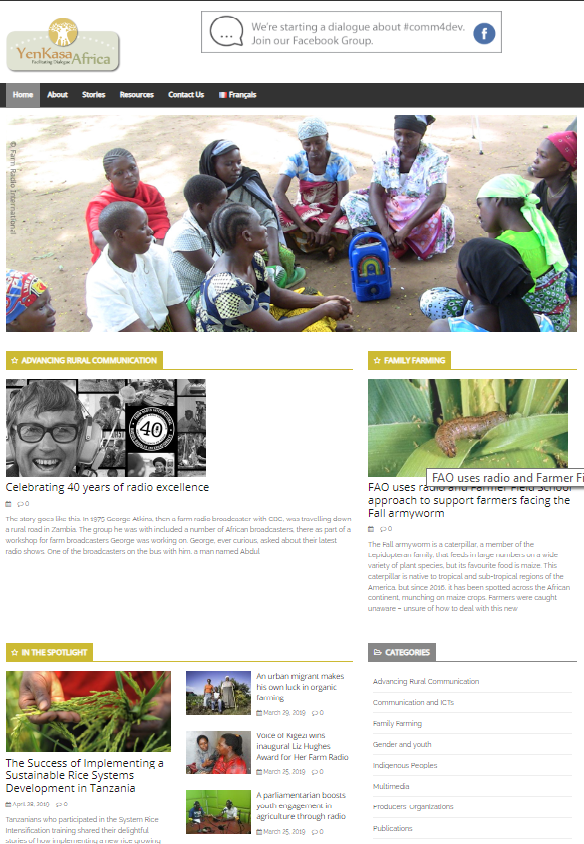 YenKasa Africa
Facilitating Dialogue
We're starting a dialogue about #comm4dev.
Join our Facebook Group.
Home About Stories Resources Contact Us Français
© Farm Radio International
ADVANCING RURAL COMMUNICATION
40
Celebrating 40 years of radio excellence
0
The story goes like this. In 1975 George Atkins, then a farm radio broadcaster with CBC, was travelling down
a rural road in Zambia. The group he was with included a number of African broadcasters, there as part of a
workshop for farm broadcasters George was working on. George, ever curious, asked about their latest
radio shows. One of the broadcasters on the bus with him, a man named Abdul
FAMILY FARMING
FAO uses radio and Farmer Fi
FAO uses radio and Farmer Field School
approach to support farmers facing the
Fall armyworm
0
The Fall armyworm is a caterpillar, a member of the
Lepidopteran family, that feeds in large numbers on a wide
variety of plant species, but its favourite food is maize. This
caterpillar is native to tropical and sub-tropical regions of the
America, but since 2016, it has been spotted across the African
continent, munching on maize crops. Farmers were caught
unaware – unsure of how to deal with this new
IN THE SPOTLIGHT
The Success of Implementing a
Sustainable Rice Systems
Development in Tanzania
April 28, 2019 0
Tanzanians who participated in the System Rice
Intensification training shared their delightful
stories of how implementing a new rice growing
An urban migrant makes
his own luck in organic
farming
March 29, 2019 0
Voice of Kigezi wins
inaugural Liz Hughes
Award for Her Farm Radio
March 25, 2019 0
A parliamentarian boosts
youth engagement in
agriculture through radio
March 25, 2019 0
CATEGORIES
Advancing Rural Communication
Communication and ICTs
Family Farming
Gender and youth
Indigenous Peoples
Multimedia
Producers' Organizations
Publications